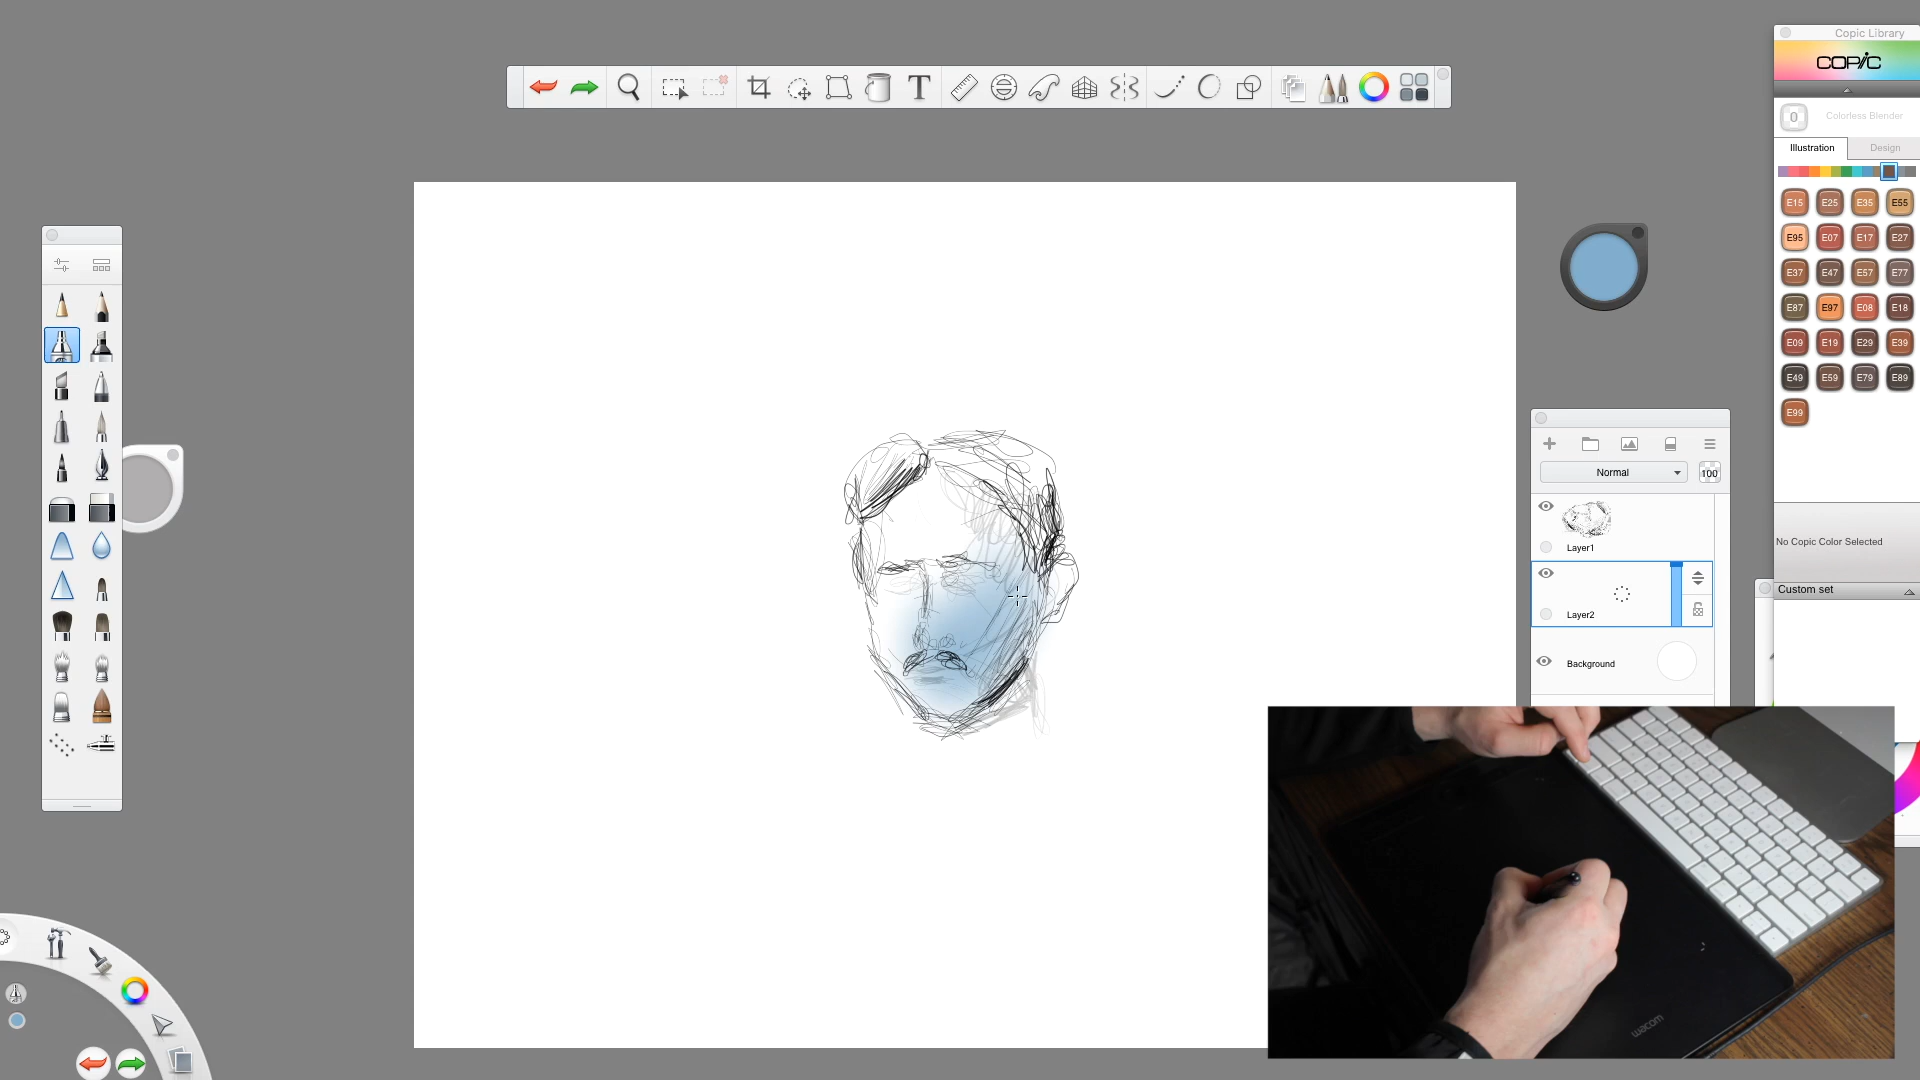 Copic Library
COPIC
0 Colorless Blender
Illustration Design
E15 E25 E35 E55
E95 E07 E17 E27
E37 E47 E57 E77
E87 E97 E08 E18
E09 E19 E29 E39
E49 E59 E79 E89
E99
T
Normal 100
Layer1
Layer2
Background
No Copic Color Selected
Custom set
wacom